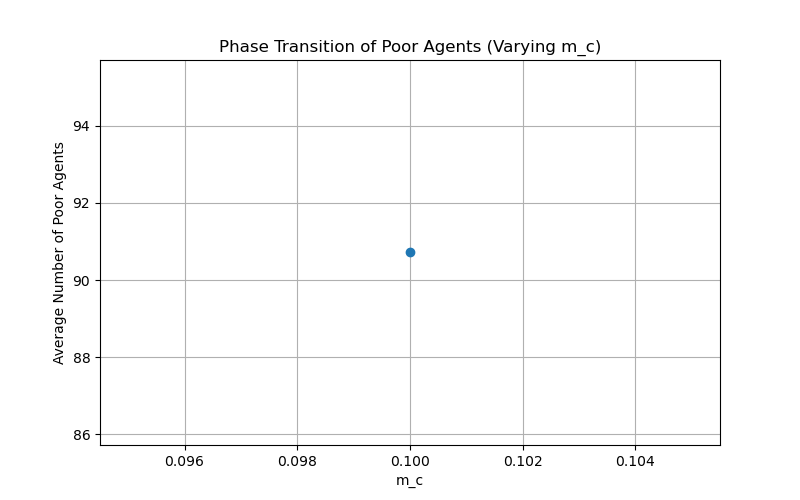 Phase Transition of Poor Agents (Varying m_c)
Average Number of Poor Agents
94
92
90
88
86
0.096 0.098 0.100 0.102 0.104
m_c